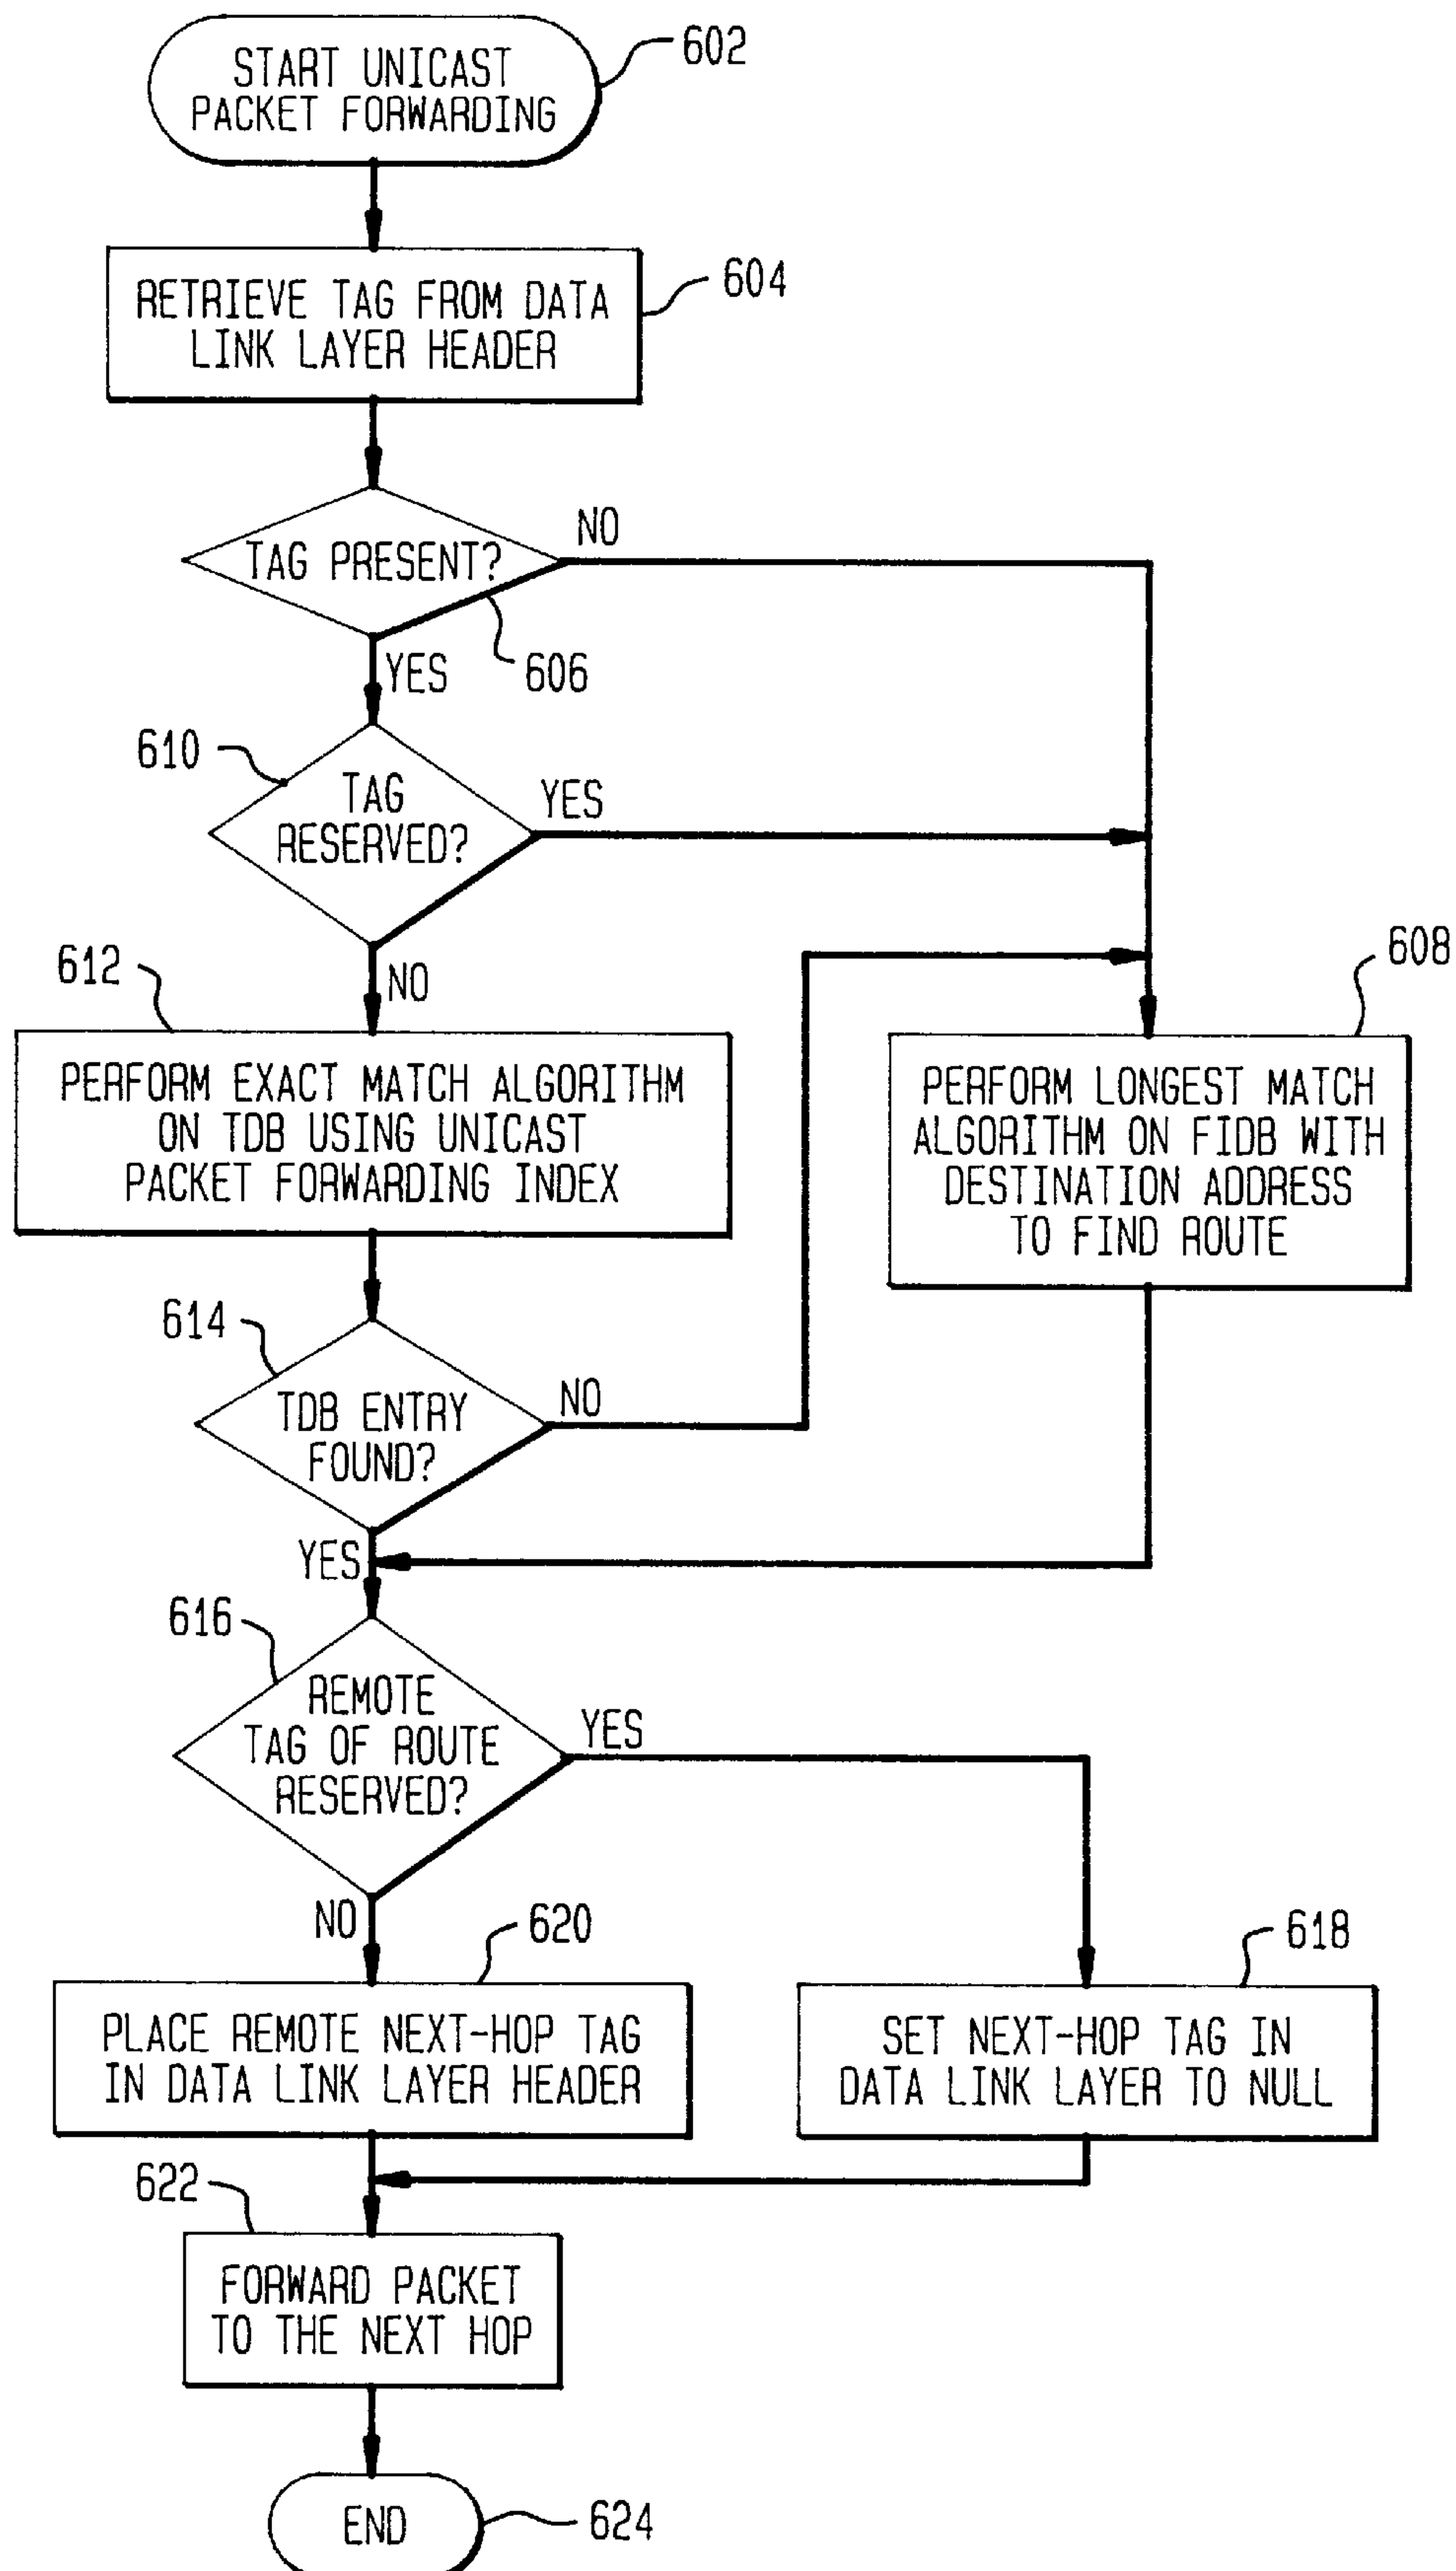 START UNICAST
PACKET FORWARDING
602
RETRIEVE TAG FROM DATA
LINK LAYER HEADER
604
TAG PRESENT?
NO
YES
606
610
TAG
RESERVED?
YES
NO
612
PERFORM EXACT MATCH ALGORITHM
ON TDB USING UNICAST
PACKET FORWARDING INDEX
608
PERFORM LONGEST MATCH
ALGORITHM ON FIDB WITH
DESTINATION ADDRESS
TO FIND ROUTE
614
TDB ENTRY
FOUND?
NO
YES
616
REMOTE
TAG OF ROUTE
RESERVED?
YES
NO
620
PLACE REMOTE NEXT-HOP TAG
IN DATA LINK LAYER HEADER
618
SET NEXT-HOP TAG IN
DATA LINK LAYER TO NULL
622
FORWARD PACKET
TO THE NEXT HOP
END
624